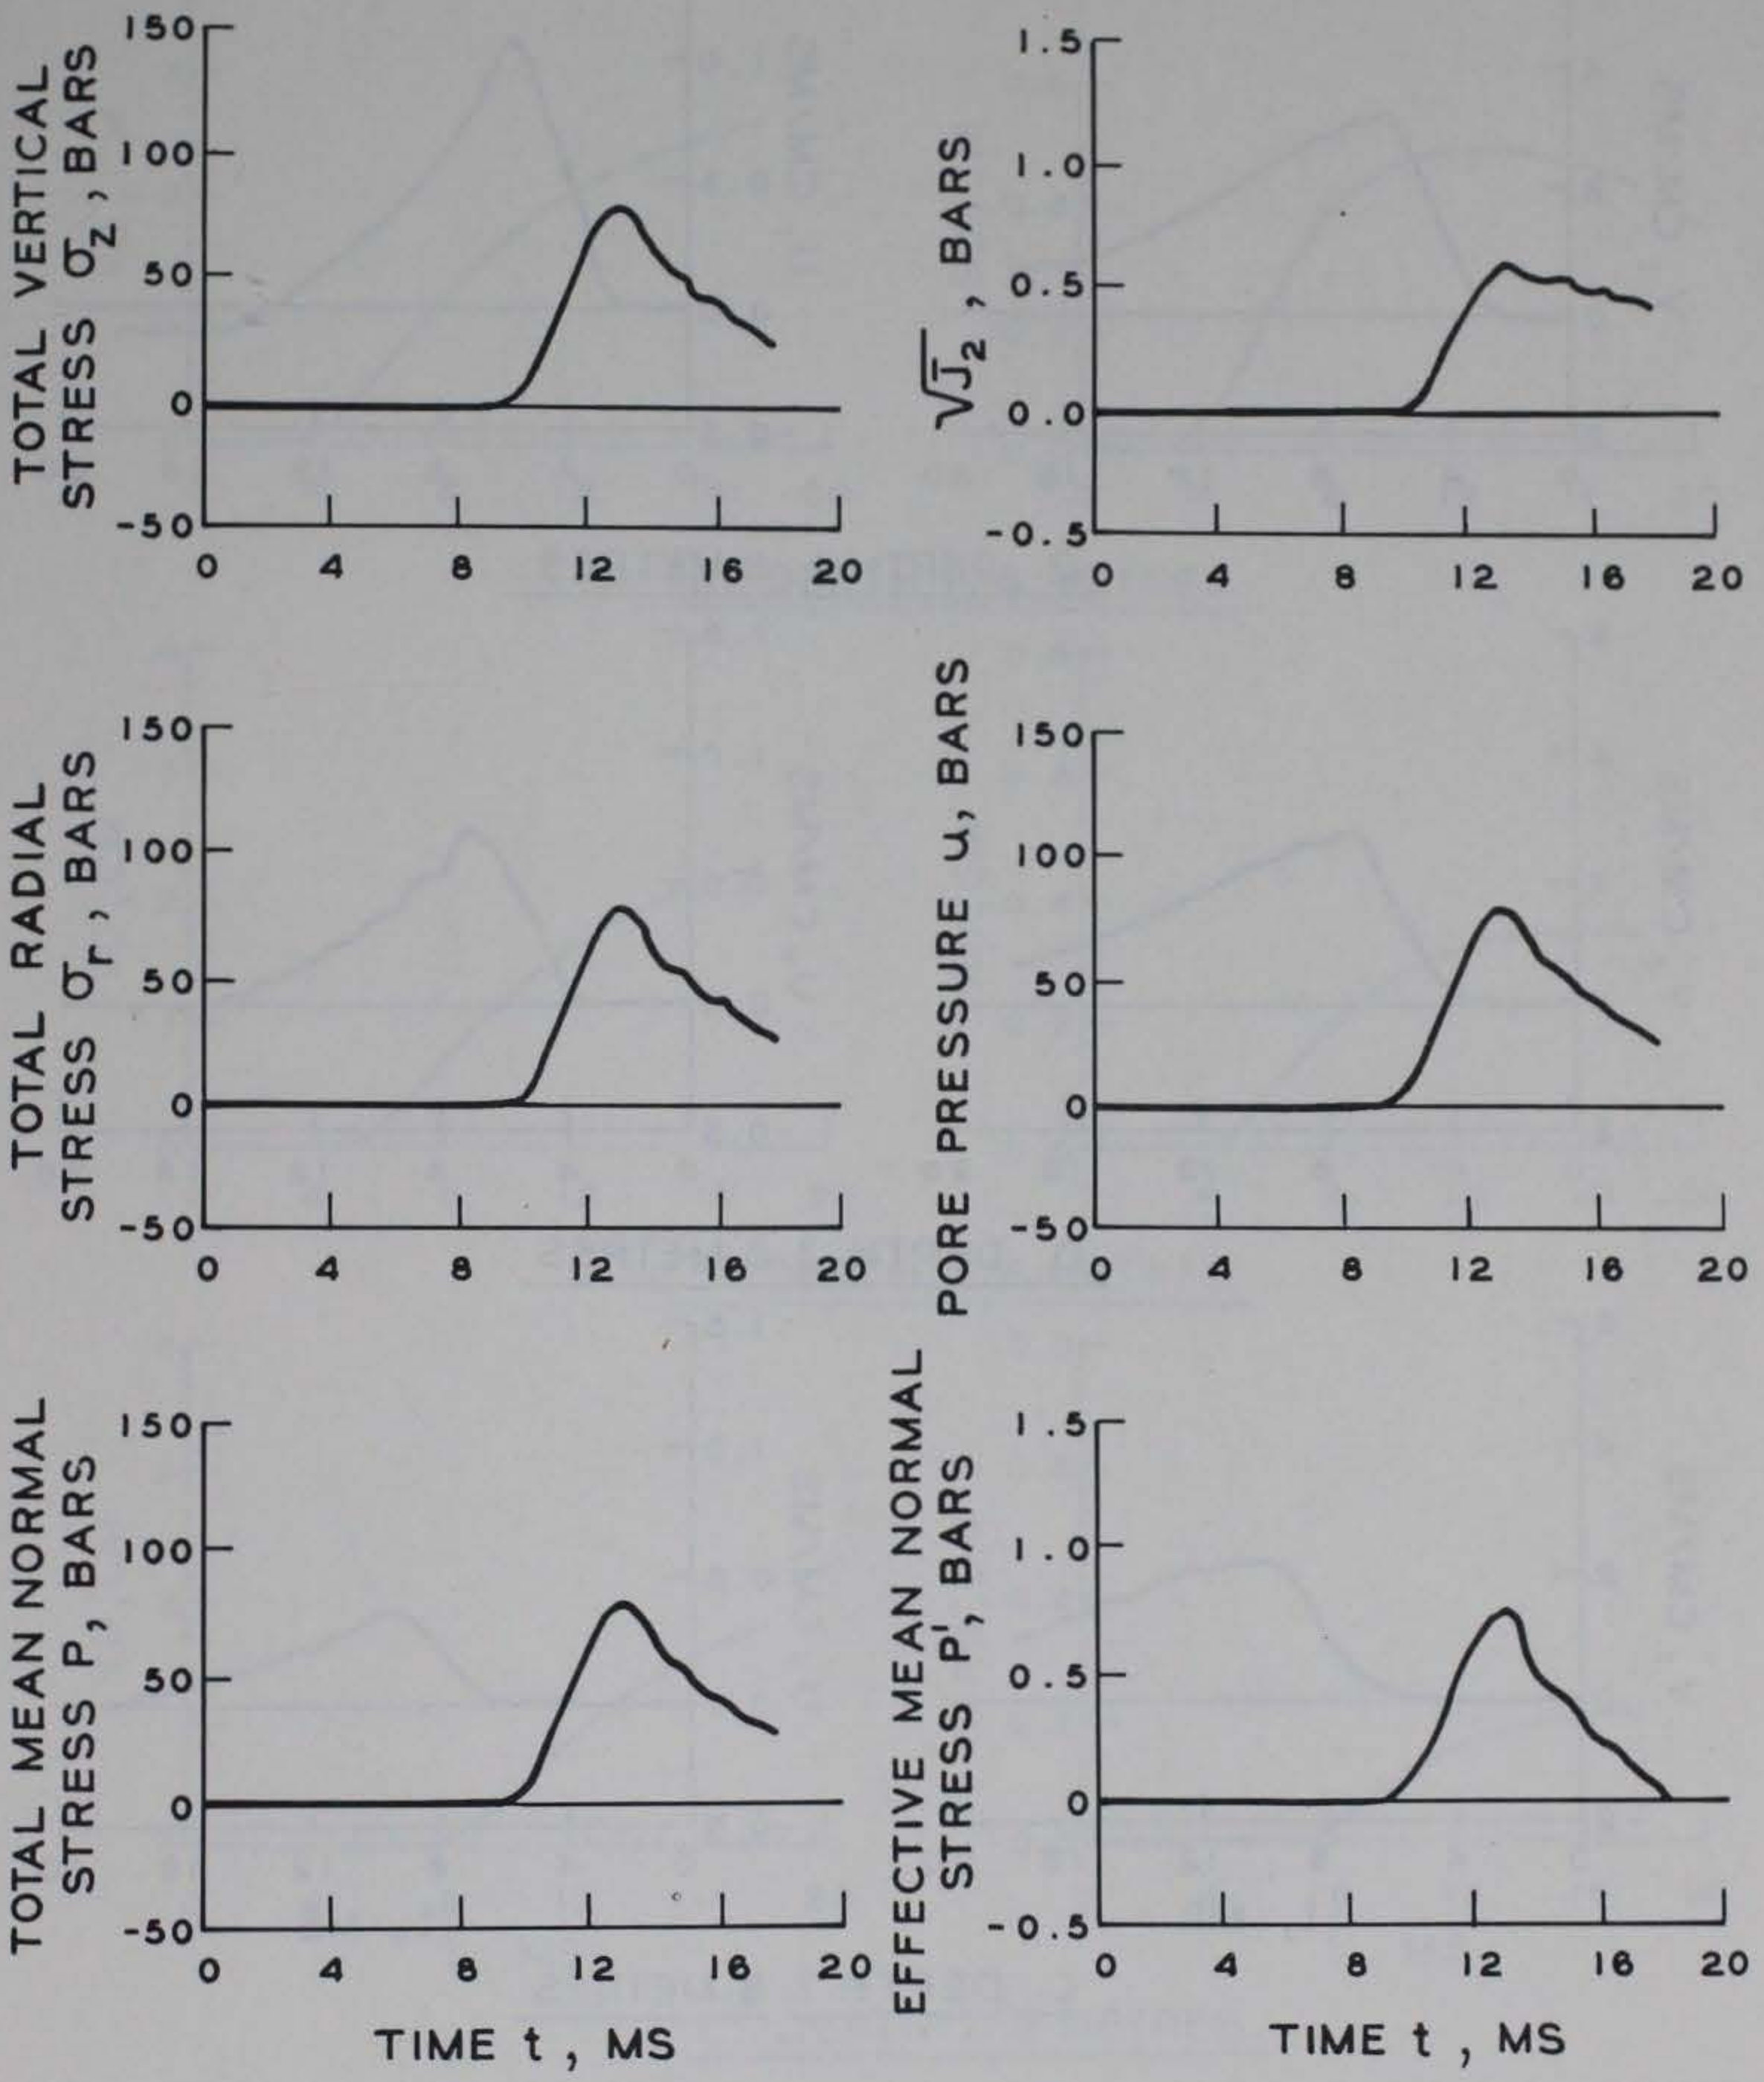 TOTAL VERTICAL
STRESS σz, BARS
150
100
50
0
-50
0 4 8 12 16 20
√J̄2, BARS
1.5
1.0
0.5
0.0
-0.5
0 4 8 12 16 20
TOTAL RADIAL
STRESS σr, BARS
150
100
50
0
-50
0 4 8 12 16 20
PORE PRESSURE u, BARS
150
100
50
0
-50
0 4 8 12 16 20
TOTAL MEAN NORMAL
STRESS P, BARS
150
100
50
0
-50
0 4 8 12 16 20
TIME t, MS
EFFECTIVE MEAN NORMAL
STRESS P', BARS
1.5
1.0
0.5
0
-0.5
0 4 8 12 16 20
TIME t, MS